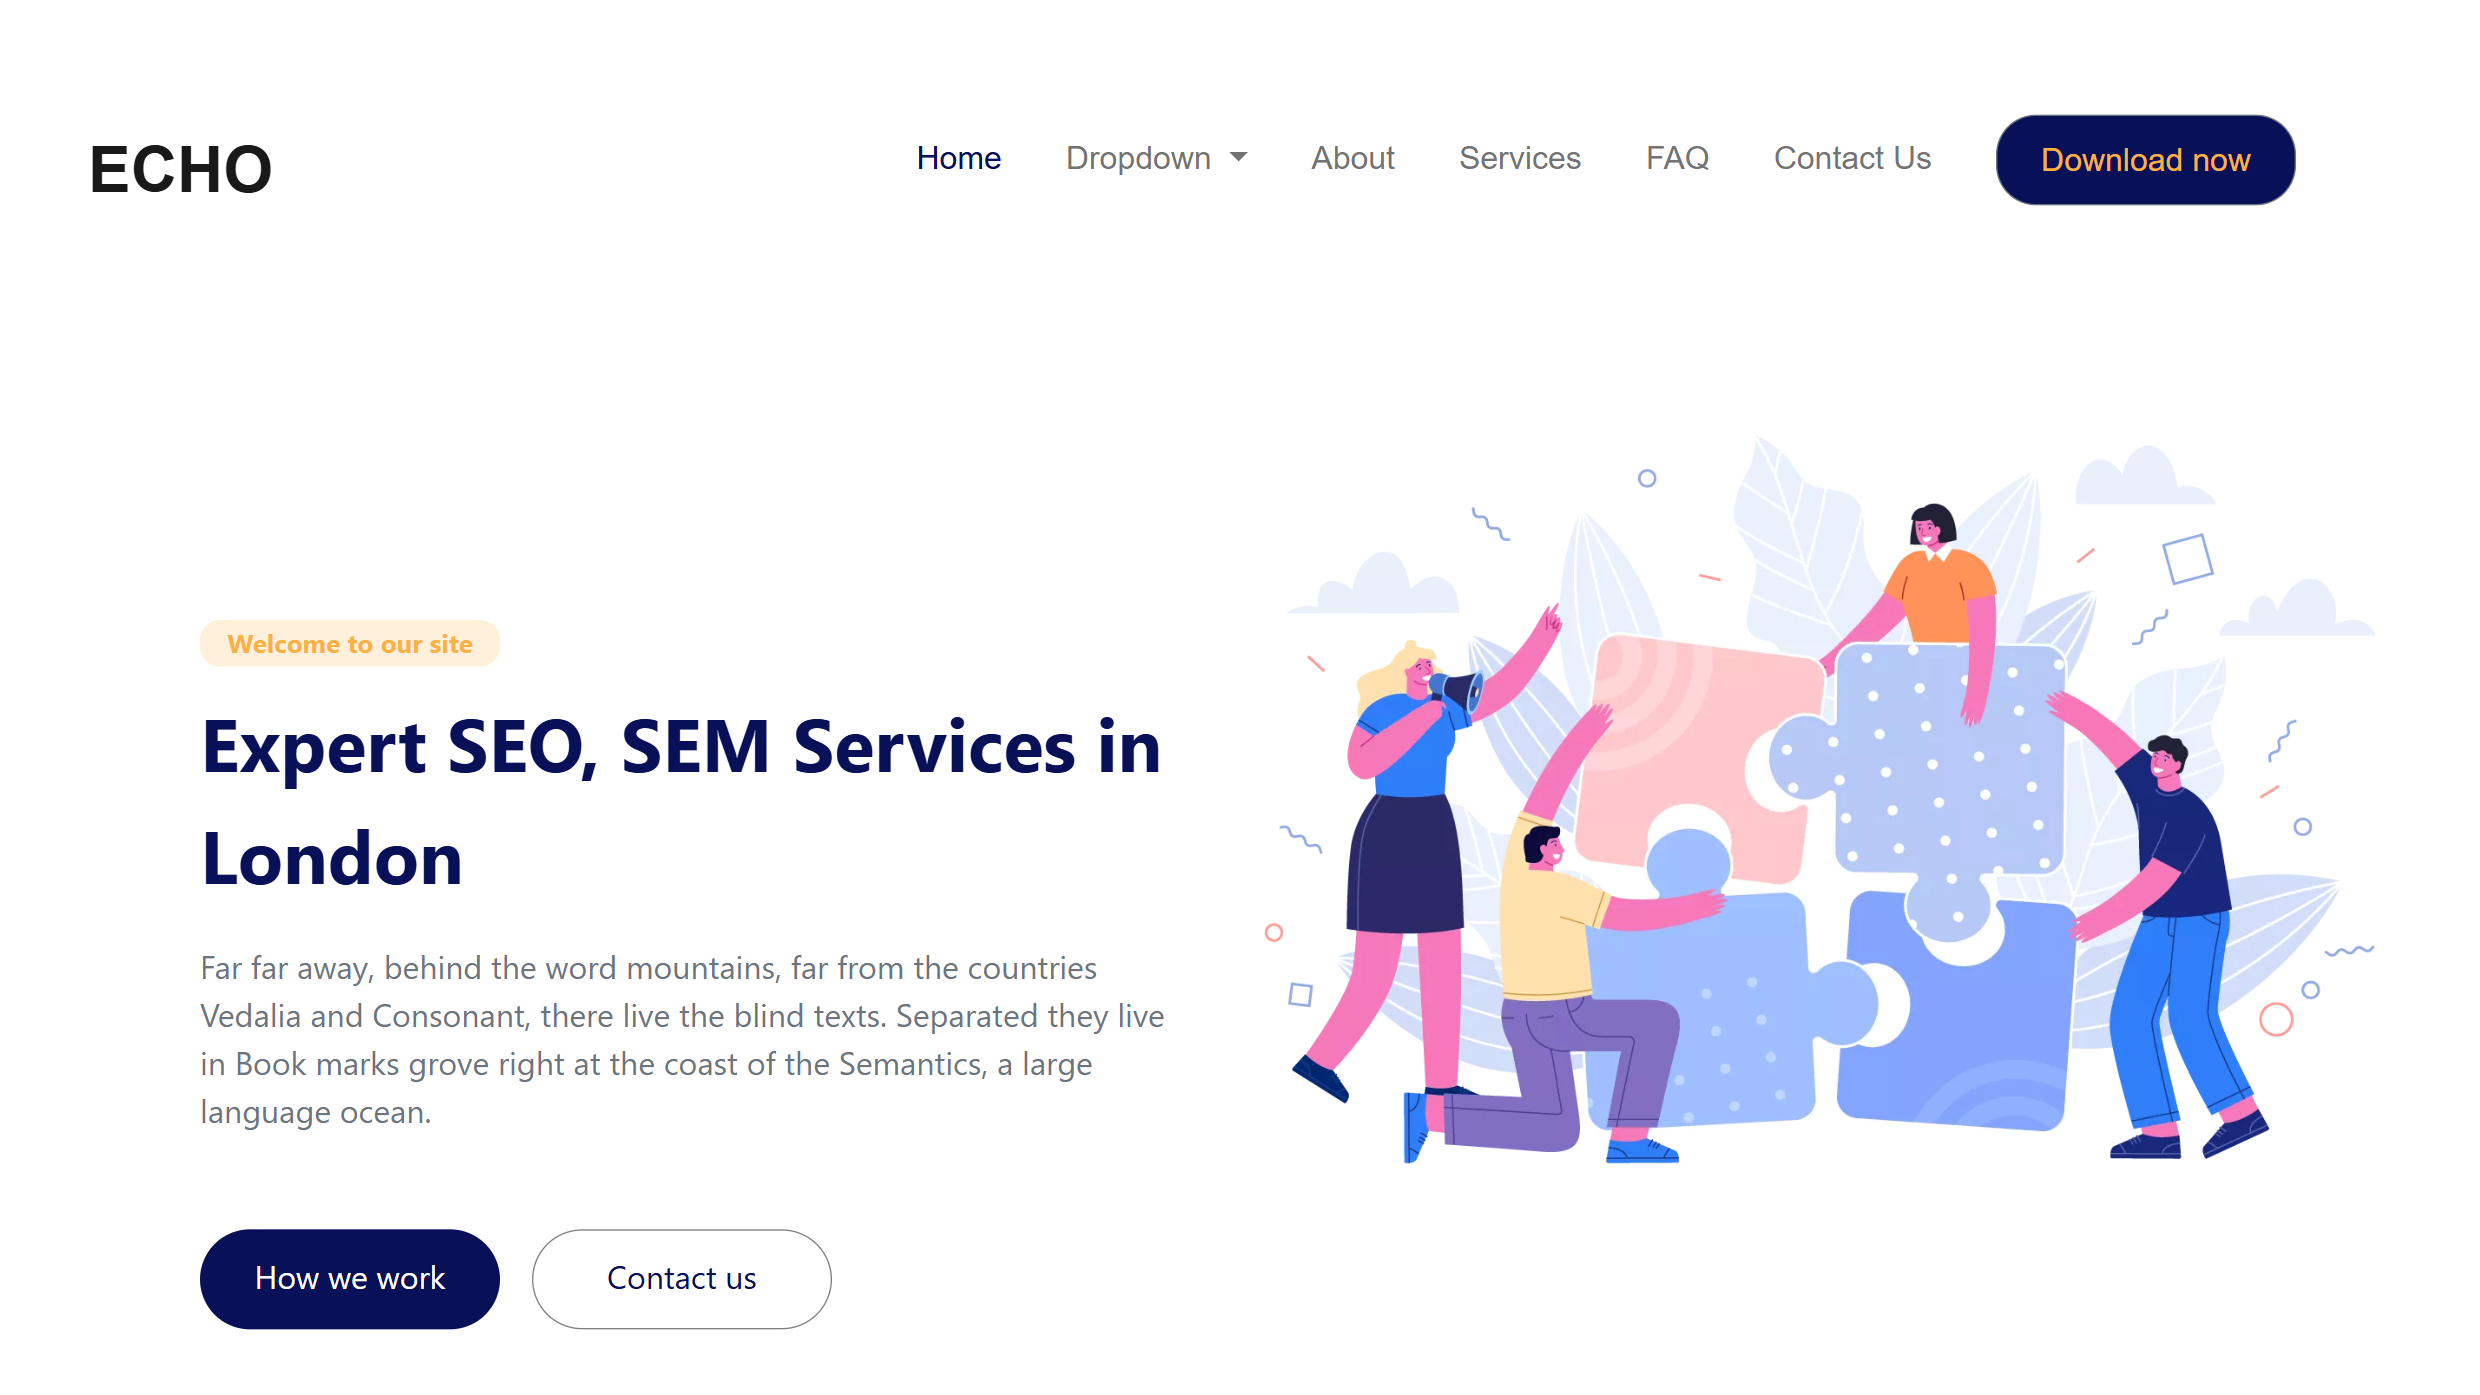 ECHO
Home Dropdown About Services FAQ Contact Us Download now
Welcome to our site
Expert SEO, SEM Services in
London
Far far away, behind the word mountains, far from the countries
Vedalia and Consonant, there live the blind texts. Separated they live
in Book marks grove right at the coast of the Semantics, a large
language ocean.
How we work Contact us